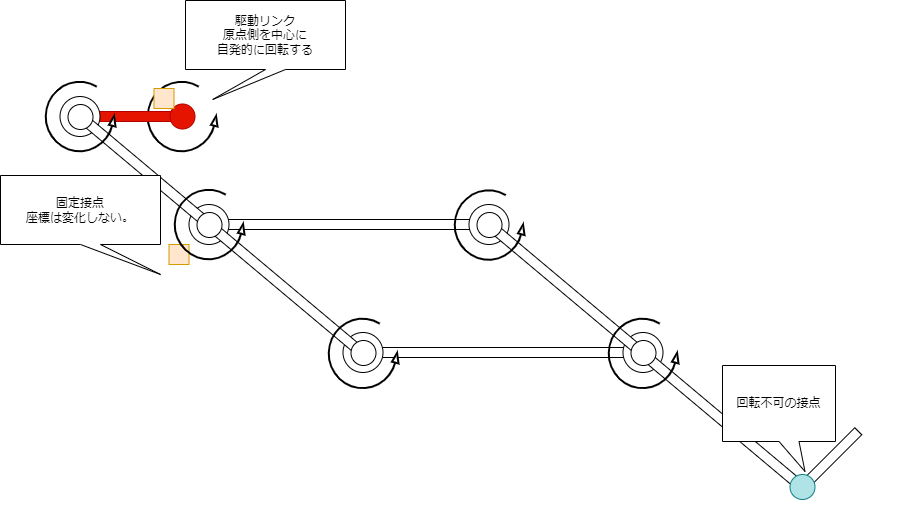 駆動リンク
原点側を中心に
自発的に回転する
固定接点
座標は変化しない。
回転不可の接点